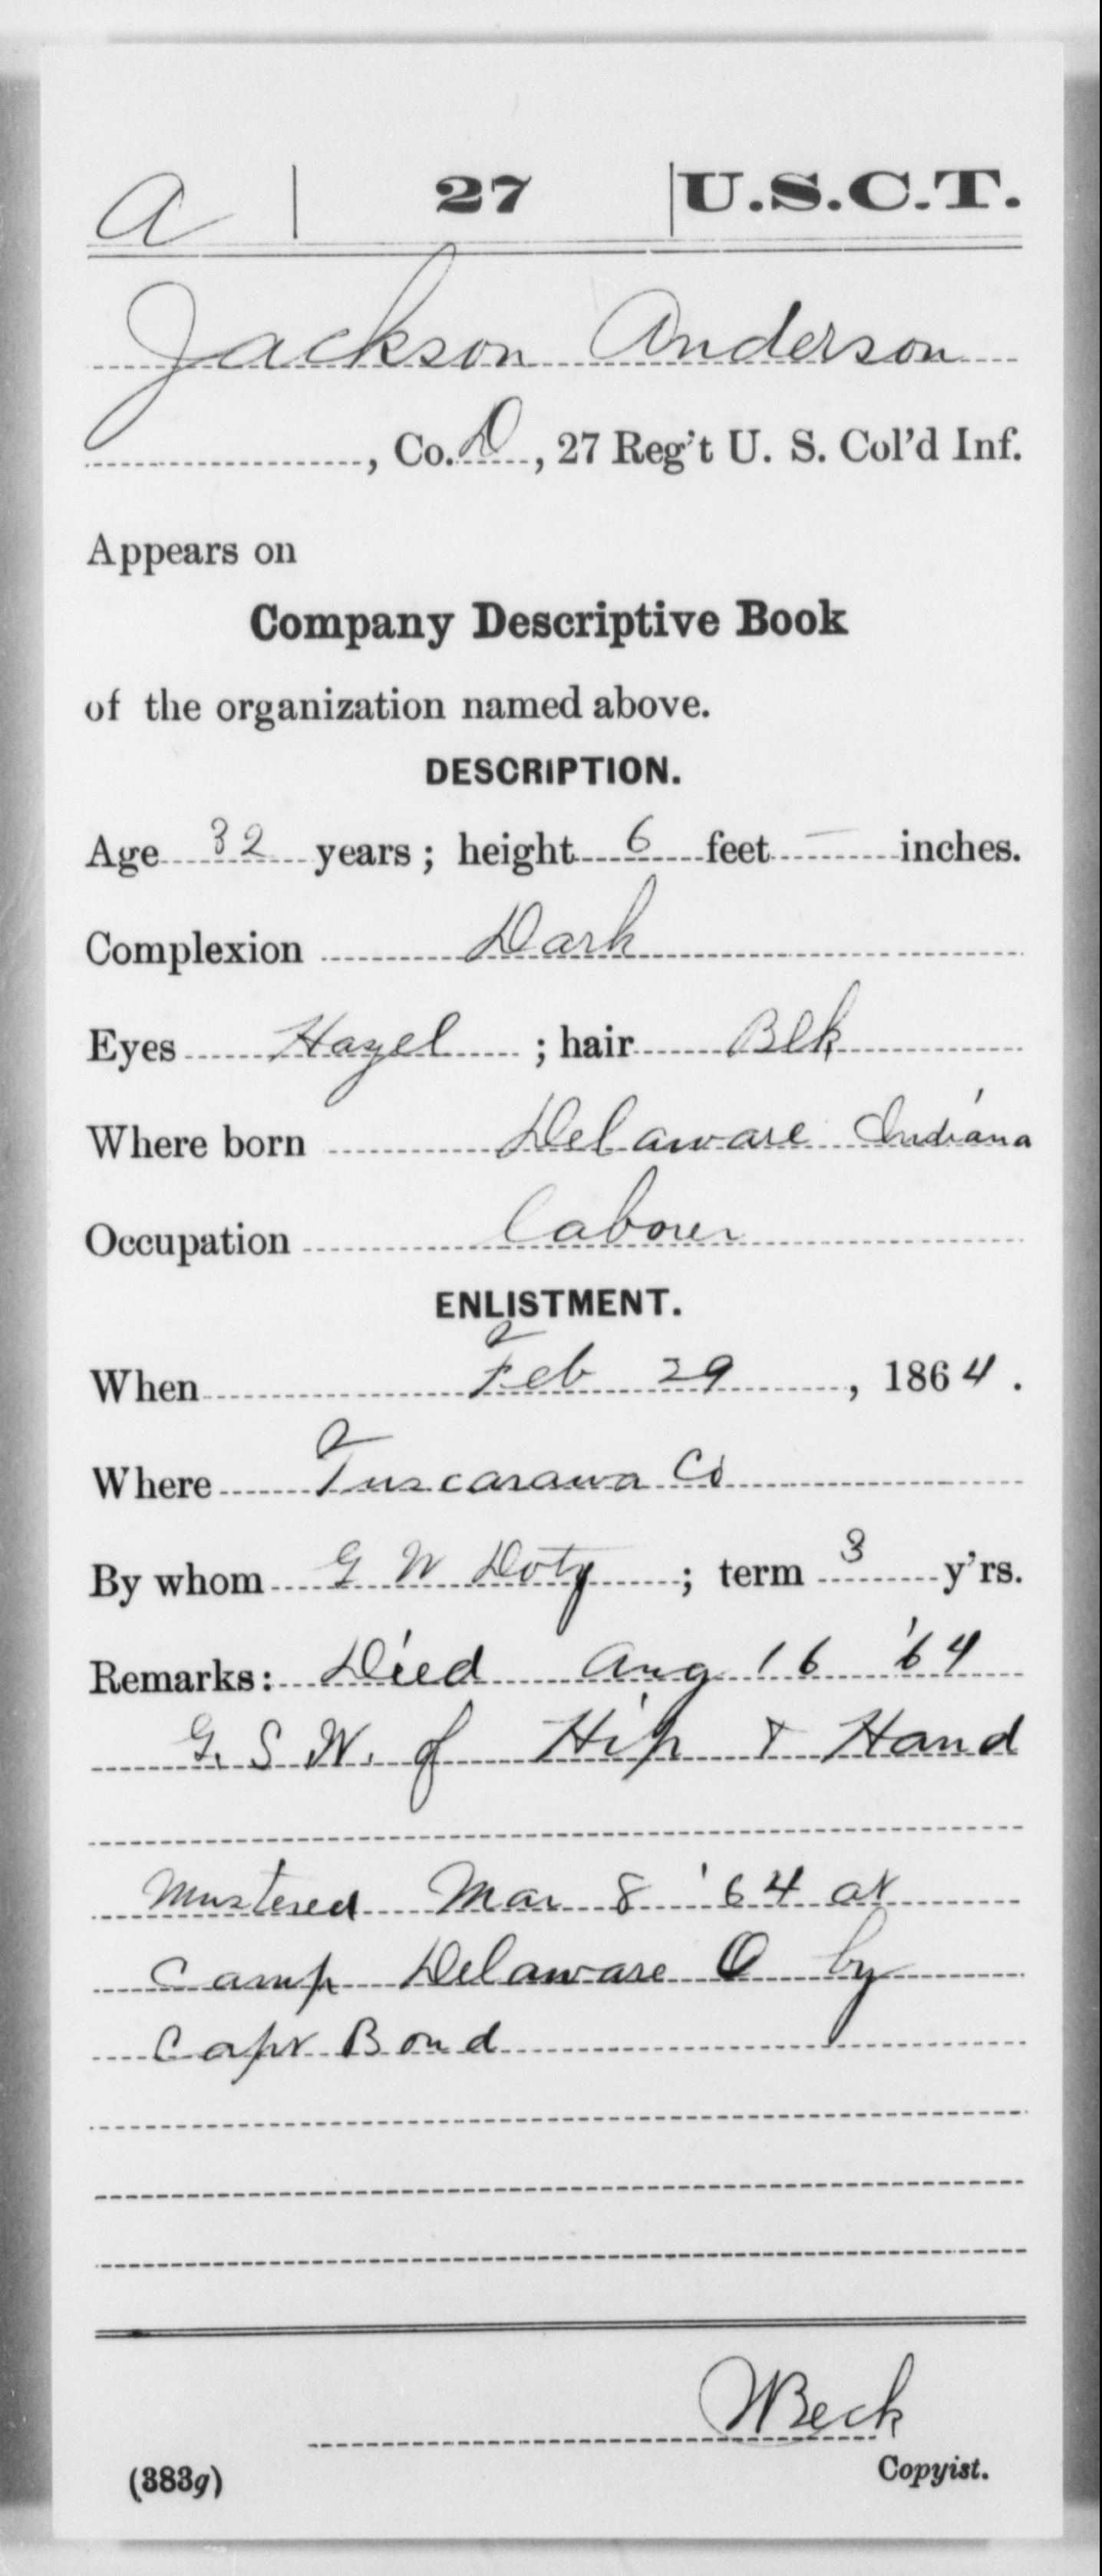 A | 27 | U.S.C.T.
Jackson Anderson
, Co. D, 27 Reg't U. S. Col'd Inf.
Appears on
Company Descriptive Book
of the organization named above.
DESCRIPTION.
Age 32 years; height 6 feet — inches.
Complexion Dark
Eyes Hazel ; hair Blk
Where born Delaware Indiana
Occupation Laborer
ENLISTMENT.
When Feb 29, 1864.
Where Tuscarawa Co
By whom G W Doty ; term 3 y'rs.
Remarks: Died Aug 16 '64
G. S. W. of Hip & Hand
Mustered Mar 8 '64 at
Camp Delaware O by
Capt Bond
Beck
(383g) Copyist.